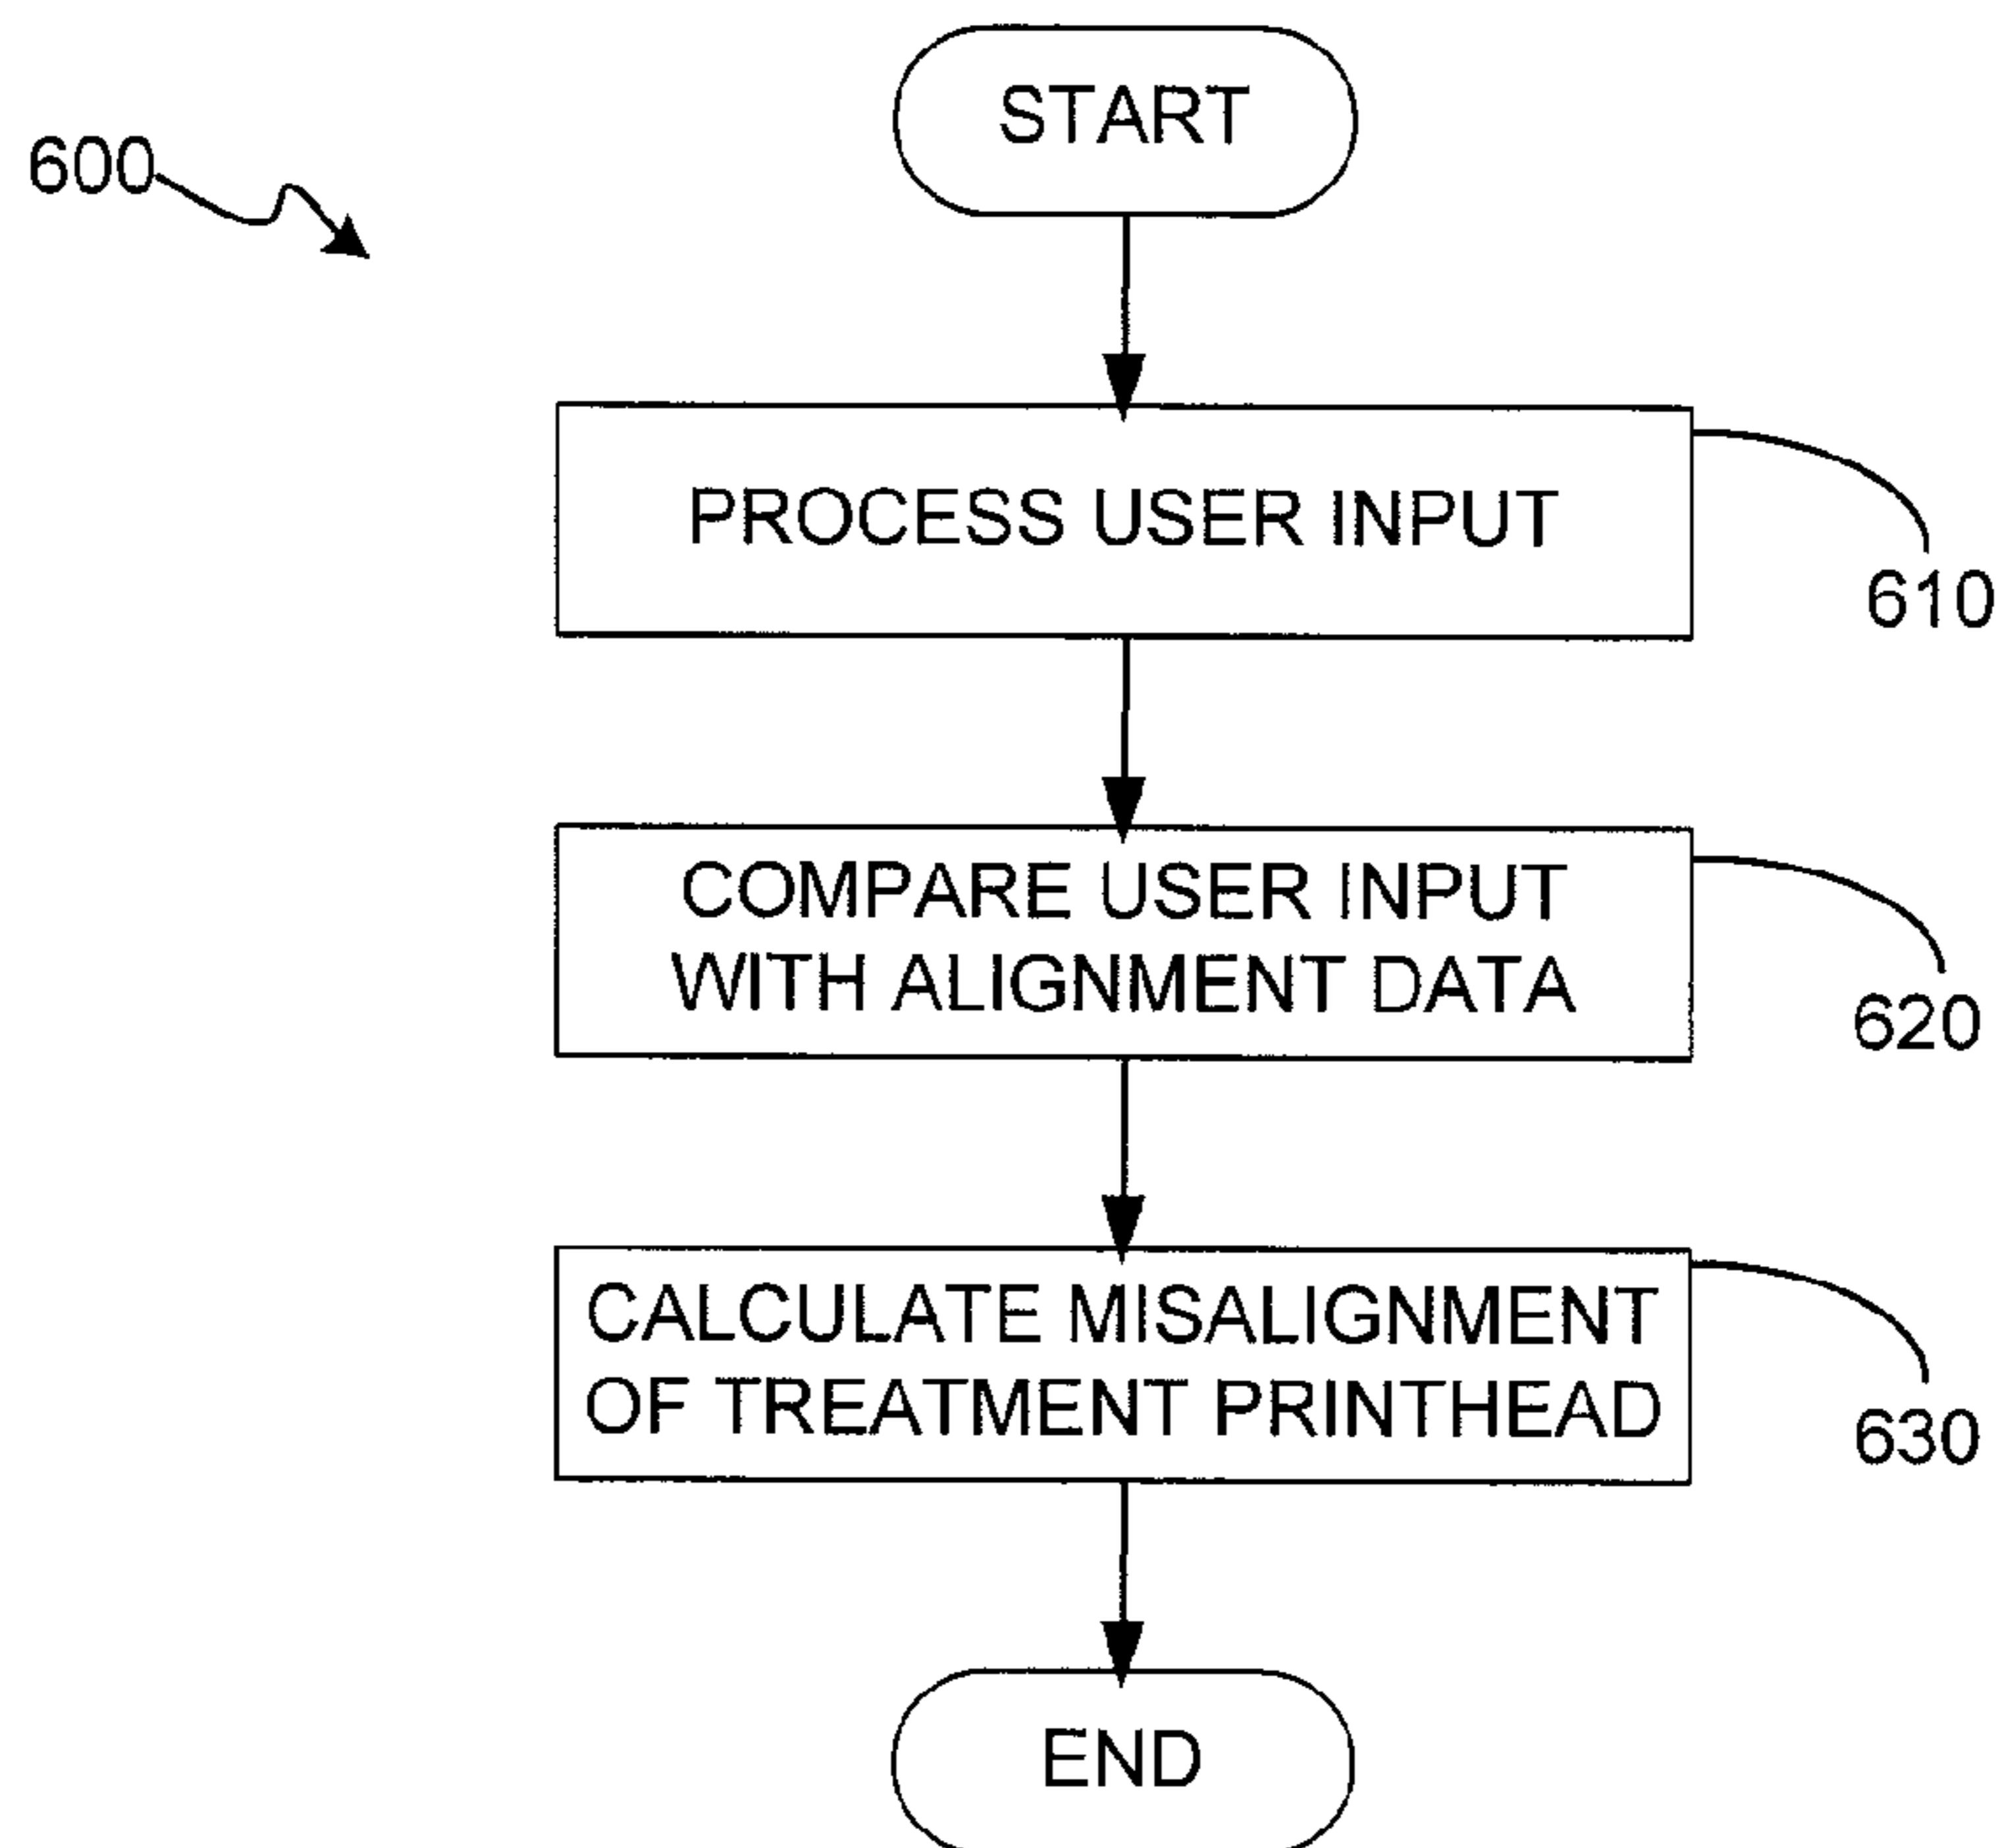 START
600
PROCESS USER INPUT
610
COMPARE USER INPUT
WITH ALIGNMENT DATA
620
CALCULATE MISALIGNMENT
OF TREATMENT PRINTHEAD
630
END